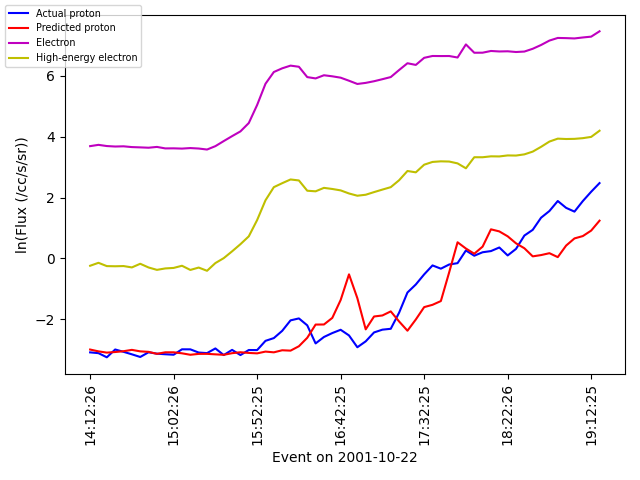 Actual proton
Predicted proton
Electron
High-energy electron
6
4
2
0
−2
ln(Flux (/cc/s/sr))
14:12:26
15:02:26
15:52:25
16:42:25
17:32:25
18:22:26
19:12:25
Event on 2001-10-22